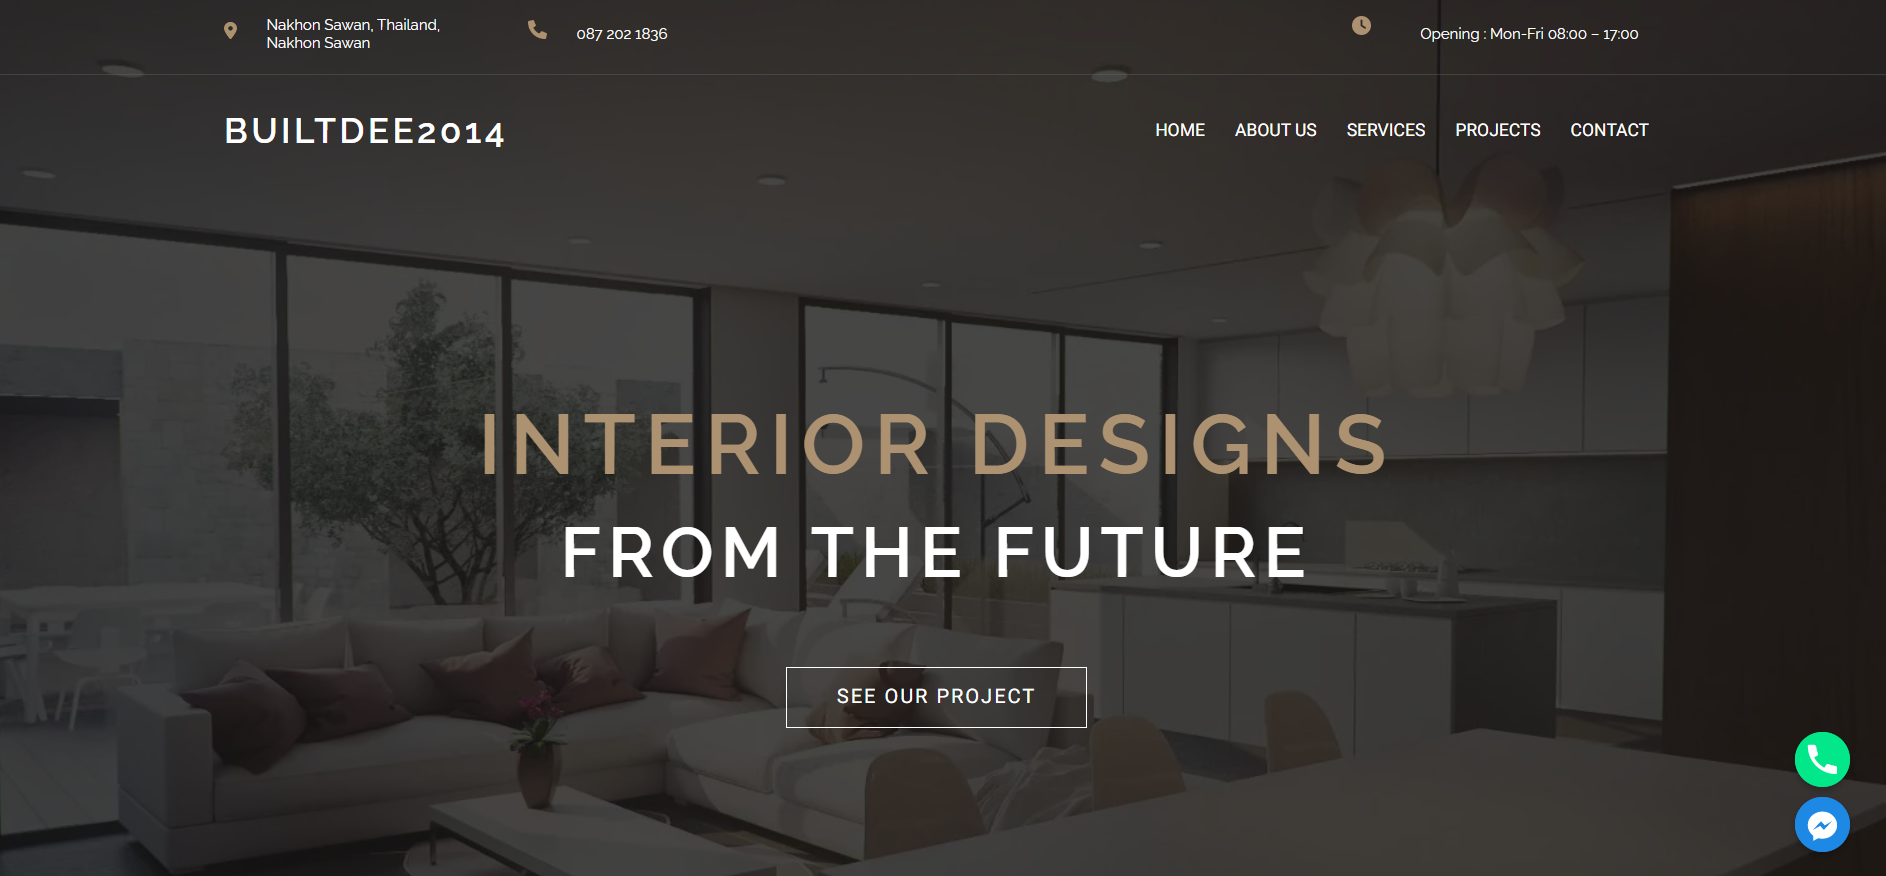 Nakhon Sawan, Thailand,
Nakhon Sawan
087 202 1836
Opening : Mon-Fri 08:00 – 17:00
BUILTDEE2014
HOME ABOUT US SERVICES PROJECTS CONTACT
INTERIOR DESIGNS
FROM THE FUTURE
SEE OUR PROJECT